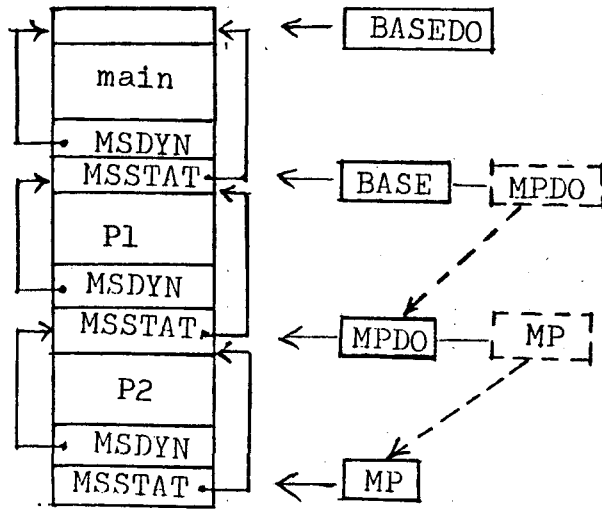 BASEDO
main
MSDYN
MSSTAT
BASE
MPDO
P1
MSDYN
MSSTAT
MPDO
MP
P2
MSDYN
MSSTAT
MP